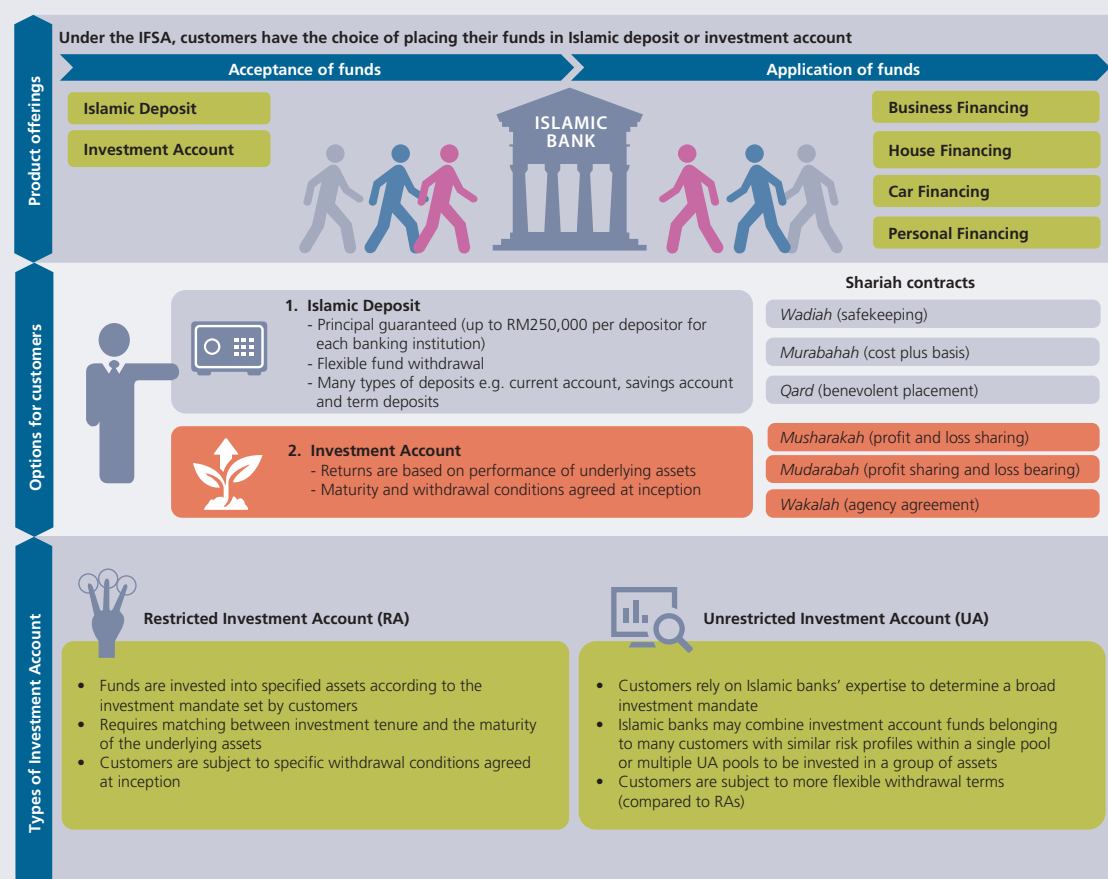 Product offerings
Under the IFSA, customers have the choice of placing their funds in Islamic deposit or investment account
Acceptance of funds
Application of funds
Islamic Deposit
Investment Account
ISLAMIC
BANK
Business Financing
House Financing
Car Financing
Personal Financing
Options for customers
1. Islamic Deposit
- Principal guaranteed (up to RM250,000 per depositor for
each banking institution)
- Flexible fund withdrawal
- Many types of deposits e.g. current account, savings account
and term deposits
2. Investment Account
- Returns are based on performance of underlying assets
- Maturity and withdrawal conditions agreed at inception
Shariah contracts
Wadiah (safekeeping)
Murabahah (cost plus basis)
Qard (benevolent placement)
Musharakah (profit and loss sharing)
Mudarabah (profit sharing and loss bearing)
Wakalah (agency agreement)
Types of Investment Account
Restricted Investment Account (RA)
• Funds are invested into specified assets according to the
investment mandate set by customers
• Requires matching between investment tenure and the maturity
of the underlying assets
• Customers are subject to specific withdrawal conditions agreed
at inception
Unrestricted Investment Account (UA)
• Customers rely on Islamic banks’ expertise to determine a broad
investment mandate
• Islamic banks may combine investment account funds belonging
to many customers with similar risk profiles within a single pool
or multiple UA pools to be invested in a group of assets
• Customers are subject to more flexible withdrawal terms
(compared to RAs)